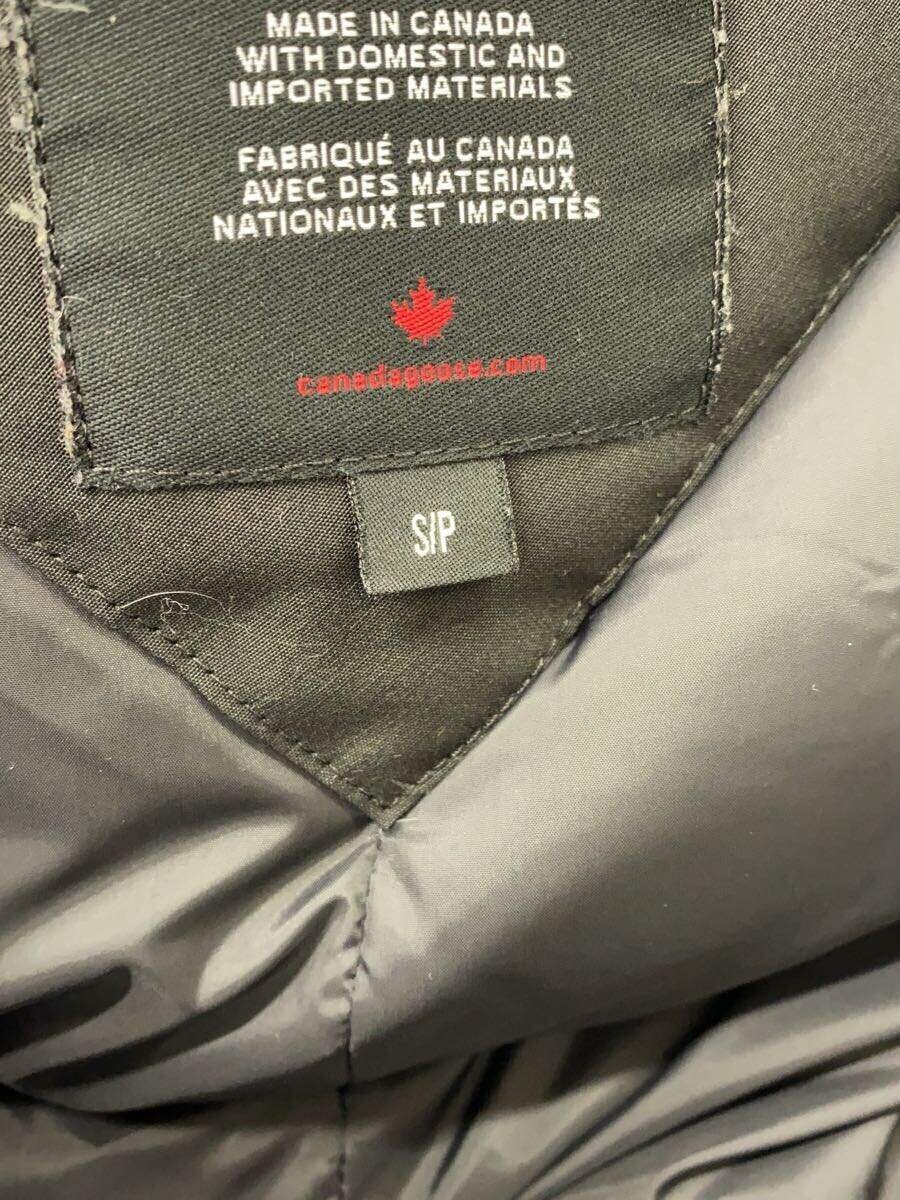 MADE IN CANADA
WITH DOMESTIC AND
IMPORTED MATERIALS
FABRIQUÉ AU CANADA
AVEC DES MATERIAUX
NATIONAUX ET IMPORTÉS
canadagoose.com
S/P